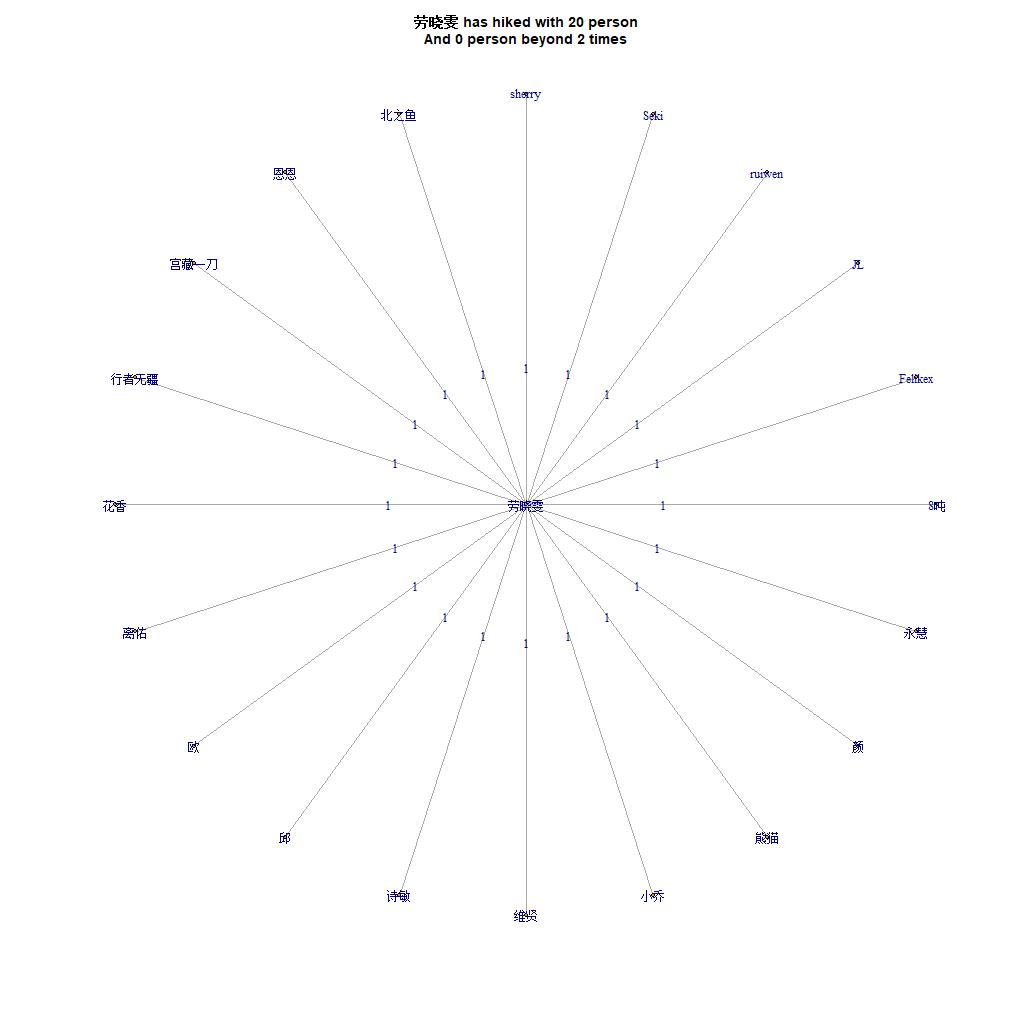 劳晓雯 has hiked with 20 person
And 0 person beyond 2 times
sherry
北之鱼
Seki
恩恩
ruiwen
宫藏一刀
JL
行者无疆
Felikex
1
1
1
1
1
1
1
1
1
花香
1
劳晓雯
1
8吨
1
1
1
1
1
1
1
1
1
离佑
永慧
欧
颜
邱
熊猫
诗敏
小乔
维贤